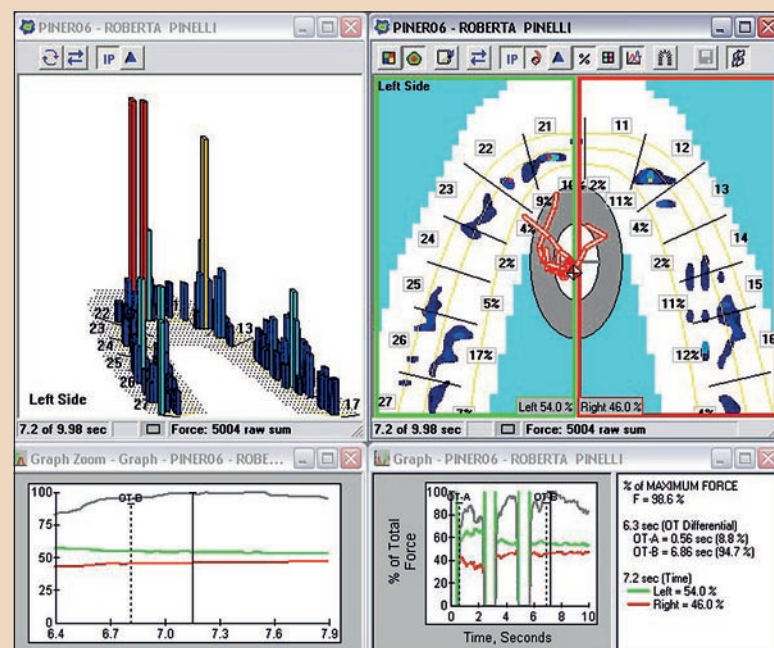 PINER06 - ROBERTA PINELLI
IP
22
23
24
25
26
27
13
17
Left Side
7.2 of 9.98 sec
Force: 5004 raw sum
PINER06 - ROBERTA PINELLI
IP
%
Left Side
21 11
22 12
23 13
24 14
25 15
26 16
27
2%
9% 11%
4% 4%
2% 2%
5% 11%
17% 12%
Left 54.0 % Right 46.0 %
7.2 of 9.98 sec
Force: 5004 raw sum
Graph Zoom - Graph - PINER06 - ROBE...
100
75
50
25
0
OT-B
6.4 6.7 7.0 7.3 7.6 7.9
Graph - PINER06 - ROBERTA PINELLI
% of Total Force
100
80
60
40
20
0
OT-A OT-B
0 2 4 6 8 10
Time, Seconds
% of MAXIMUM FORCE
F = 98.6 %
6.3 sec (OT Differential)
OT-A = 0.56 sec (8.8 %)
OT-B = 6.86 sec (94.7 %)
7.2 sec (Time)
Left = 54.0 %
Right = 46.0 %